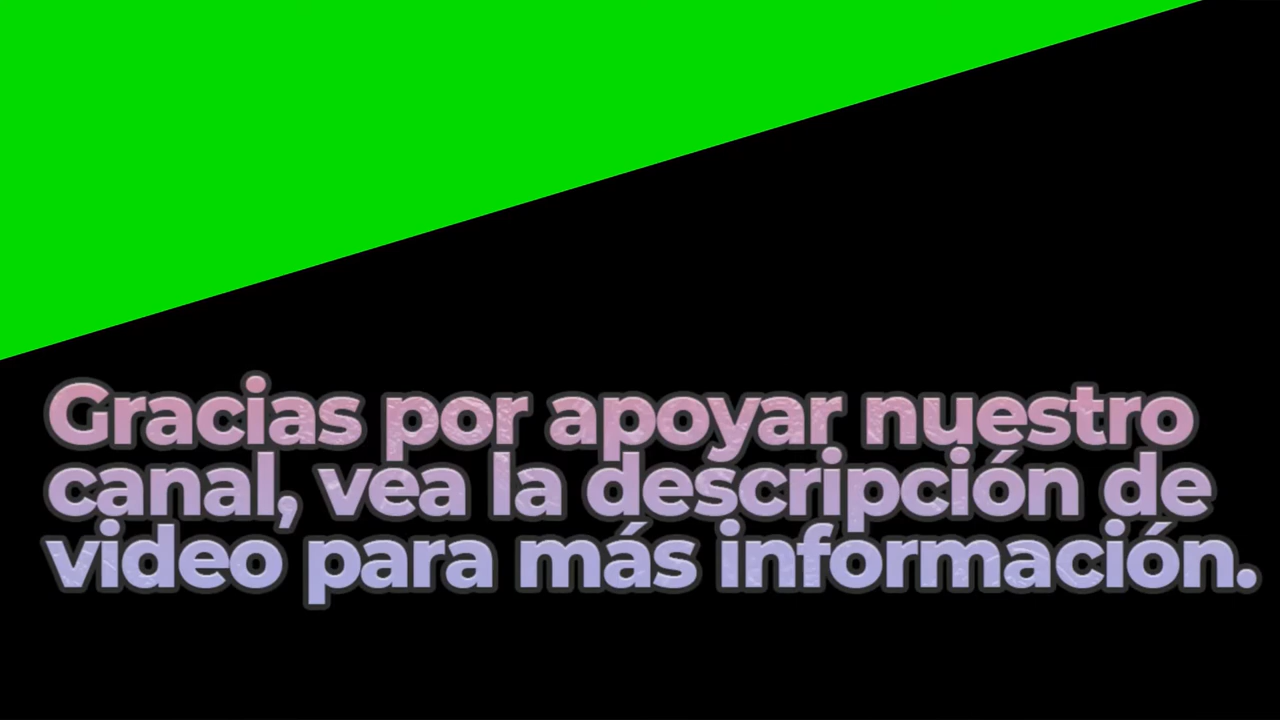 Gracias por apoyar nuestro
canal, vea la descripción de
video para más información.